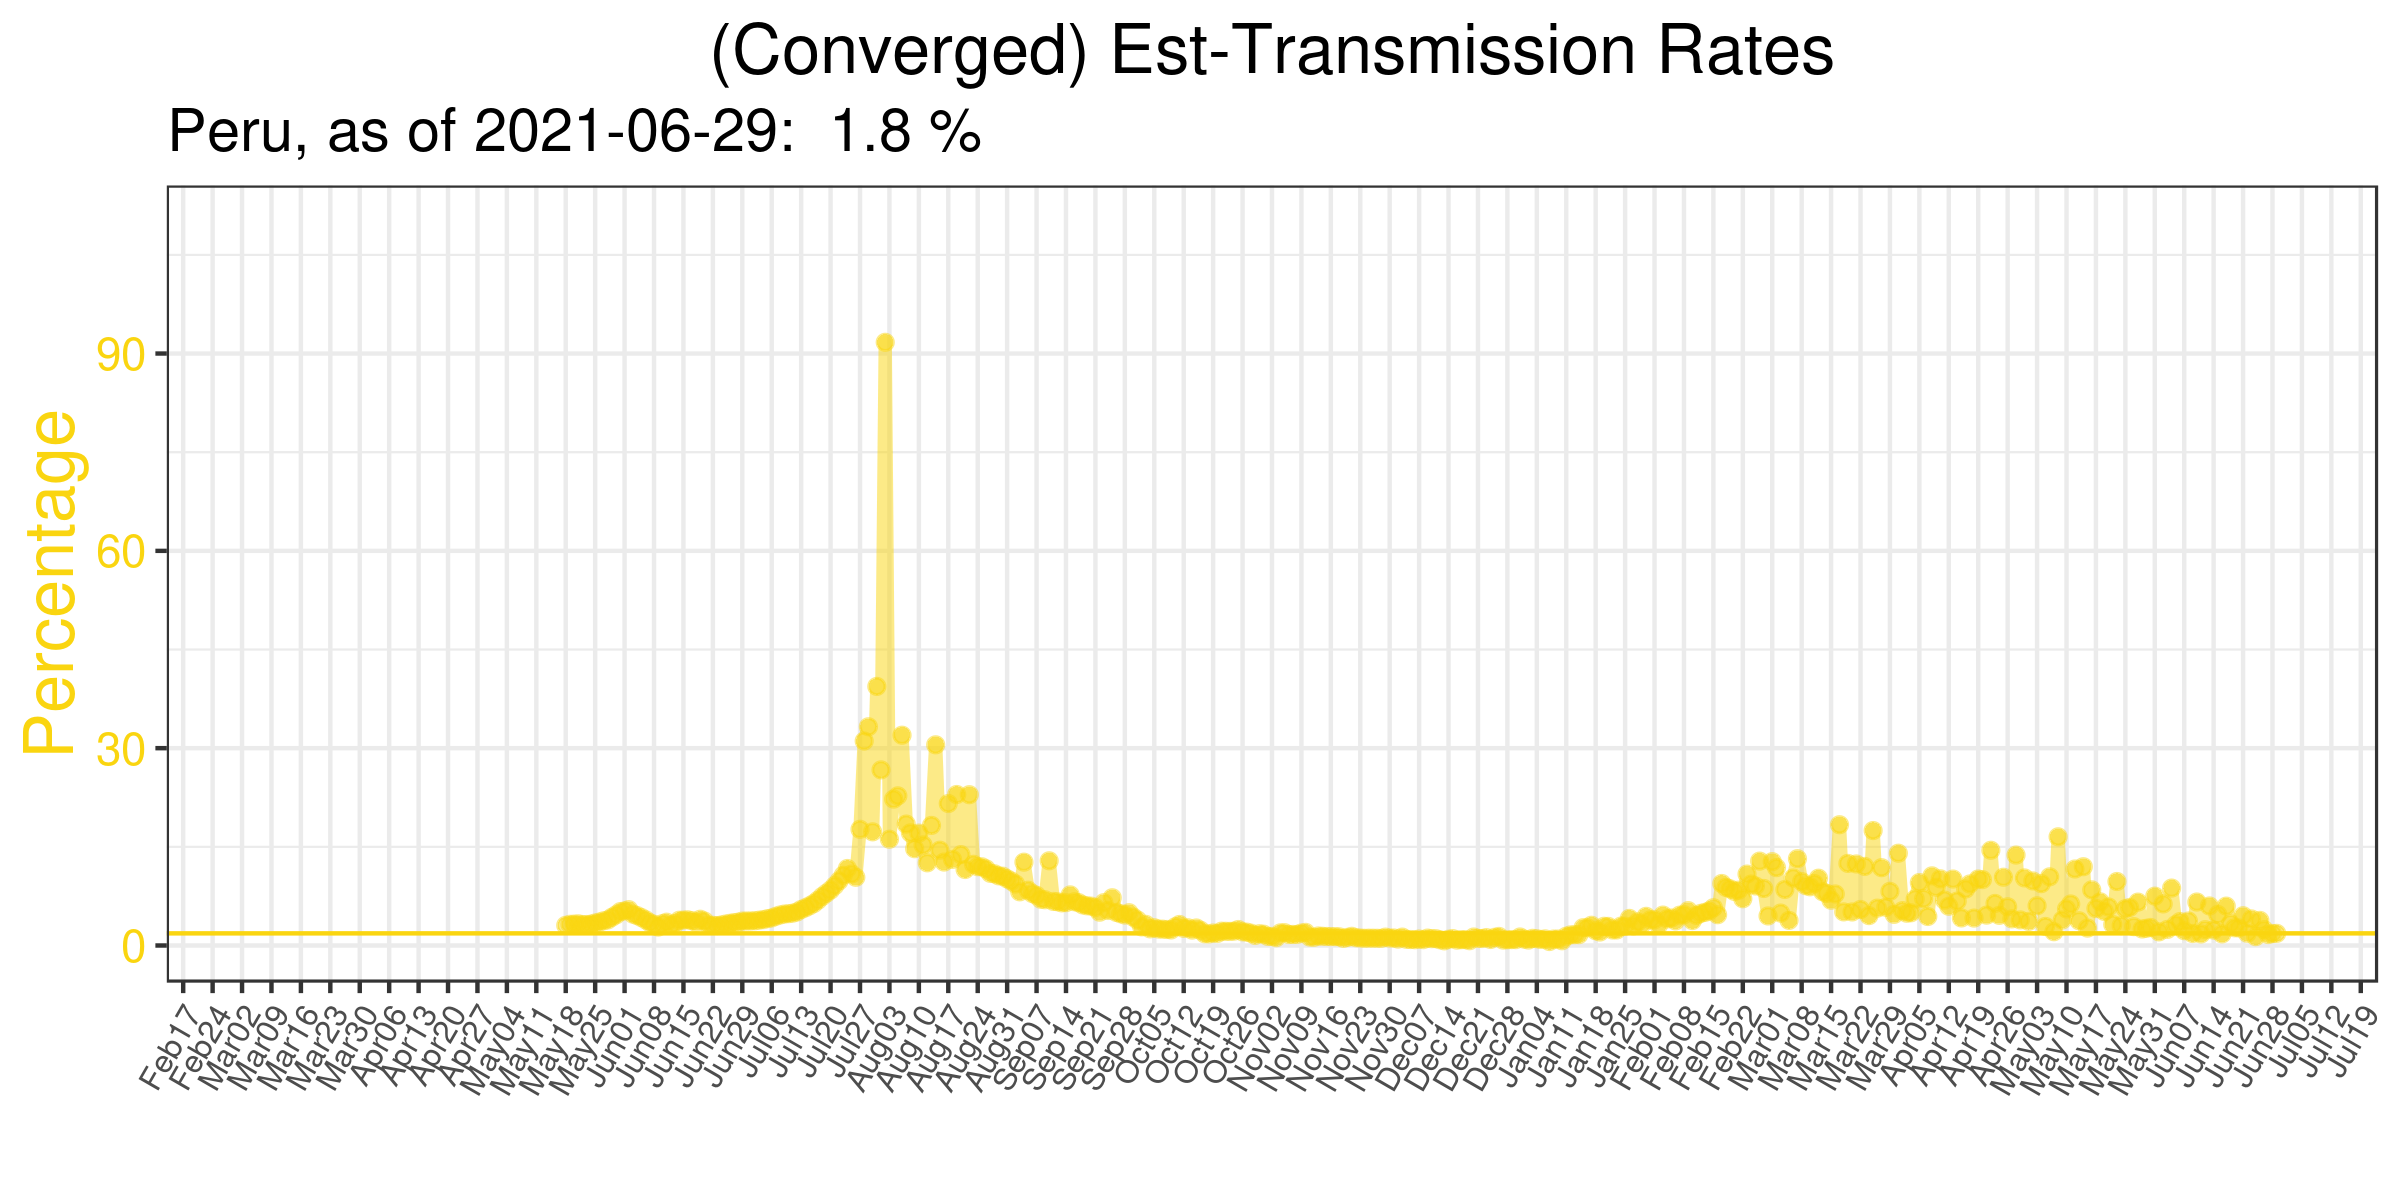 (Converged) Est-Transmission Rates
Peru, as of 2021-06-29:  1.8 %
Percentage
90
60
30
0
Feb17
Feb24
Mar02
Mar09
Mar16
Mar23
Mar30
Apr06
Apr13
Apr20
Apr27
May04
May11
May18
May25
Jun01
Jun08
Jun15
Jun22
Jun29
Jul06
Jul13
Jul20
Jul27
Aug03
Aug10
Aug17
Aug24
Aug31
Sep07
Sep14
Sep21
Sep28
Oct05
Oct12
Oct19
Oct26
Nov02
Nov09
Nov16
Nov23
Nov30
Dec07
Dec14
Dec21
Dec28
Jan04
Jan11
Jan18
Jan25
Feb01
Feb08
Feb15
Feb22
Mar01
Mar08
Mar15
Mar22
Mar29
Apr05
Apr12
Apr19
Apr26
May03
May10
May17
May24
May31
Jun07
Jun14
Jun21
Jun28
Jul05
Jul12
Jul19